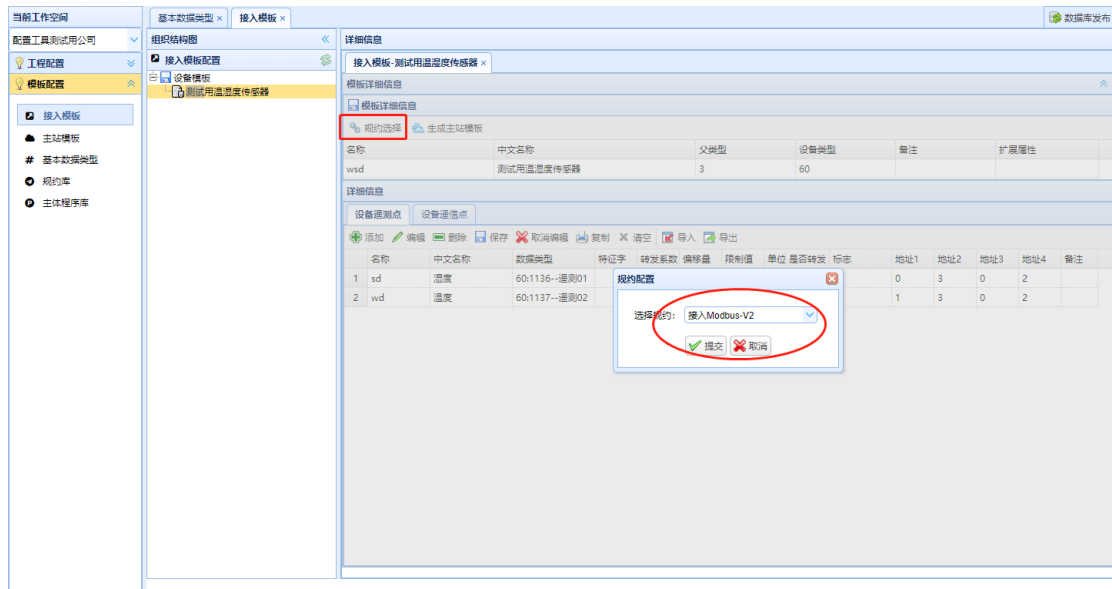 当前工作空间
基本数据类型 ×
接入模板 ×
数据库发布
配置工具测试用公司
工程配置
模板配置
接入模板
主站模板
# 基本数据类型
规约库
主体程序库
组织结构图
接入模板配置
设备模板
测试用温湿度传感器
详细信息
接入模板-测试用温湿度传感器 ×
模板详细信息
模板详细信息
规约选择 生成主站模板
名称 中文名称 父类型 设备类型 备注 扩展属性
wsd 测试用温湿度传感器 3 60
详细信息
设备遥测点 设备遥信点
添加 编辑 删除 保存 取消编辑 复制 清空 导入 导出
名称 中文名称 数据类型 特征字 转发系数 偏移量 限制值 单位 是否转发 标志 地址1 地址2 地址3 地址4 备注
1 sd 湿度 60:1136--遥测01 0 3 0 2
2 wd 温度 60:1137--遥测02 1 3 0 2
规约配置
选择规约: 接入Modbus-V2
提交 取消